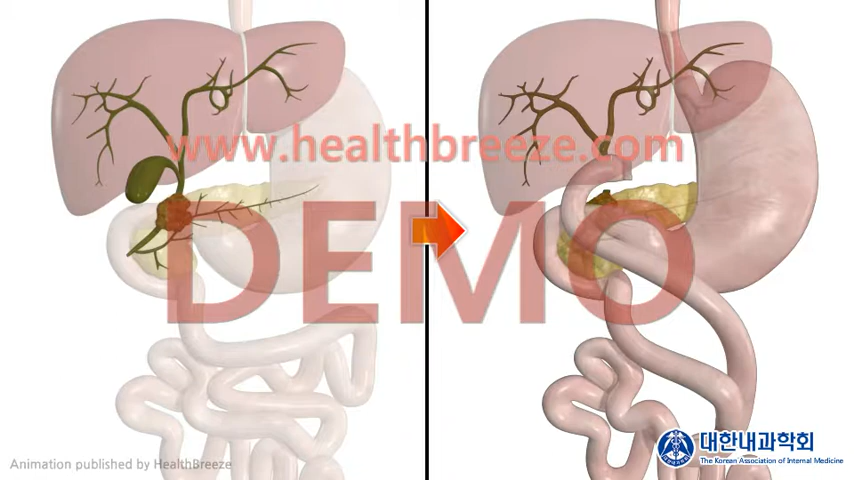 www.healthbreeze.com
DEMO
대한내과학회
The Korean Association of Internal Medicine
Animation published by HealthBreeze